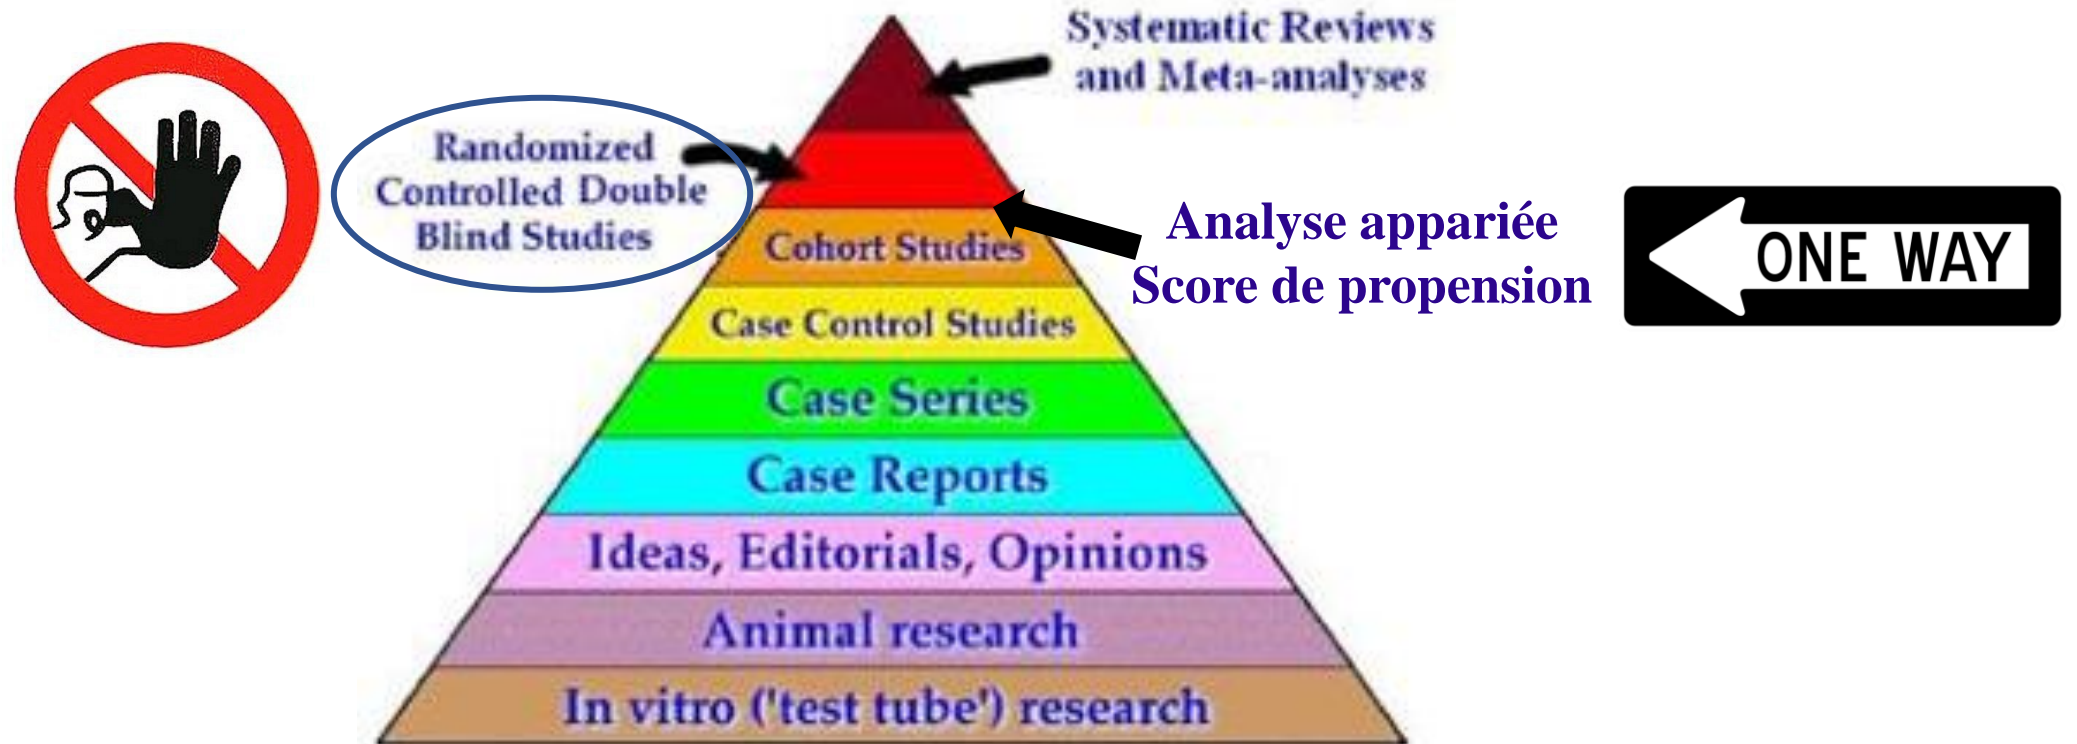 Systematic Reviews
and Meta-analyses
Randomized
Controlled Double
Blind Studies
Analyse appariée
Score de propension
ONE WAY
Cohort Studies
Case Control Studies
Case Series
Case Reports
Ideas, Editorials, Opinions
Animal research
In vitro ('test tube') research